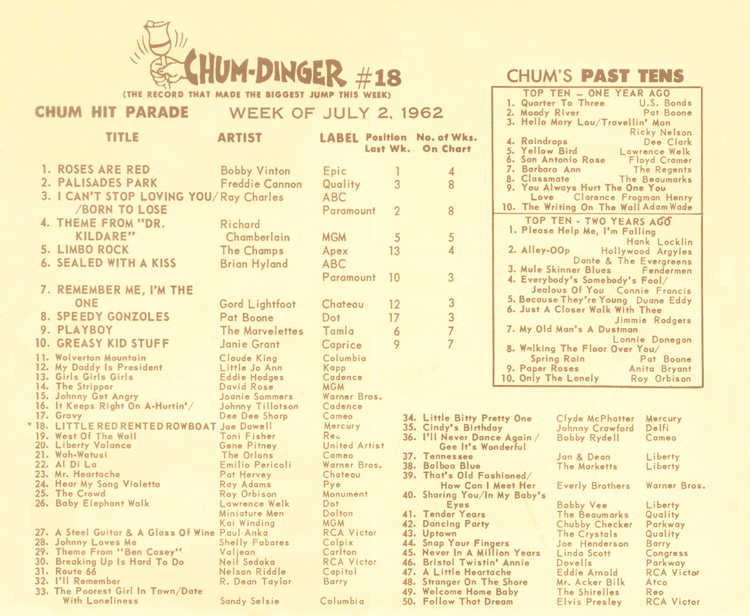 CHUM-DINGER #18
(THE RECORD THAT MADE THE BIGGEST JUMP THIS WEEK)
CHUM HIT PARADE WEEK OF JULY 2, 1962
TITLE ARTIST LABEL Position No. of Wks.
Last Wk. On Chart
1. ROSES ARE RED Bobby Vinton Epic 1 4
2. PALISADES PARK Freddie Cannon Quality 3 8
3. I CAN'T STOP LOVING YOU/ Ray Charles ABC
/BORN TO LOSE Paramount 2 8
4. THEME FROM "DR. Richard
KILDARE" Chamberlain MGM 5 5
5. LIMBO ROCK The Champs Apex 13 4
6. SEALED WITH A KISS Brian Hyland ABC
Paramount 10 3
7. REMEMBER ME, I'M THE
ONE Gord Lightfoot Chateau 12 3
8. SPEEDY GONZOLES Pat Boone Dot 17 3
9. PLAYBOY The Marvelettes Tamla 6 7
10. GREASY KID STUFF Janie Grant Caprice 9 7
11. Wolverton Mountain Claude King Columbia
12. My Daddy Is President Little Jo Ann Kapp
13. Girls Girls Girls Eddie Hodges Cadence
14. The Stripper David Rose MGM
15. Johnny Get Angry Joanie Sommers Warner Bros.
16. It Keeps Right On A-Hurtin'/ Johnny Tillotson Cadence
17. Gravy Dee Dee Sharp Cameo
*18. LITTLE RED RENTED ROWBOAT Joe Dowell Mercury
19. West Of The Wall Toni Fisher Reo
20. Liberty Valance Gene Pitney United Artist
21. Wah-Watusi The Orlons Cameo
22. Al Di La Emilio Pericoli Warner Bros.
23. Mr. Heartache Pat Hervey Chateau
24. Hear My Song Violetta Ray Adams Pye
25. The Crowd Roy Orbison Monument
26. Baby Elephant Walk Lawrence Welk Dot
Miniature Men Dolton
Kai Winding MGM
27. A Steel Guitar & A Glass Of Wine Paul Anka RCA Victor
28. Johnny Loves Me Shelly Fabares Colpix
29. Theme From "Ben Casey" Valjean Carlton
30. Breaking Up Is Hard To Do Neil Sedaka RCA Victor
31. Route 66 Nelson Riddle Capitol
32. I'll Remember R. Dean Taylor Barry
33. The Poorest Girl In Town/Date
With Loneliness Sandy Selsie Columbia
CHUM'S PAST TENS
TOP TEN – ONE YEAR AGO
1. Quarter To Three U.S. Bonds
2. Moody River Pat Boone
3. Hello Mary Lou/Travellin' Man
Ricky Nelson
4. Raindrops Dee Clark
5. Yellow Bird Lawrence Welk
6. San Antonio Rose Floyd Cramer
7. Barbara Ann The Regents
8. Classmate The Beaumarks
9. You Always Hurt The One You
Love Clarence Frogman Henry
10. The Writing On The Wall Adam Wade
TOP TEN - TWO YEARS AGO
1. Please Help Me, I'm Falling
Hank Locklin
2. Alley-OOp Hollywood Argyles
Dante & The Evergreens
3. Mule Skinner Blues Fendermen
4. Everybody's Somebody's Fool/
Jealous Of You Connie Francis
5. Because They're Young Duane Eddy
6. Just A Closer Walk With Thee
Jimmie Rodgers
7. My Old Man's A Dustman
Lonnie Donegan
8. Walking The Floor Over You/
Spring Rain Pat Boone
9. Paper Roses Anita Bryant
10. Only The Lonely Roy Orbison
34. Little Bitty Pretty One Clyde McPhatter Mercury
35. Cindy's Birthday Johnny Crawford Delfi
36. I'll Never Dance Again/ Bobby Rydell Cameo
Gee It's Wonderful
37. Tennessee Jan & Dean Liberty
38. Balboa Blue The Marketts Liberty
39. That's Old Fashioned/
How Can I Meet Her Everly Brothers Warner Bros.
40. Sharing You/In My Baby's
Eyes Bobby Vee Liberty
41. Tender Years The Beaumarks Quality
42. Dancing Party Chubby Checker Parkway
43. Uptown The Crystals Quality
44. Snap Your Fingers Joe Henderson Barry
45. Never In A Million Years Linda Scott Congress
46. Bristol Twistin' Annie Dovells Parkway
47. A Little Heartache Eddie Arnold RCA Victor
48. Stranger On The Shore Mr. Acker Bilk Atco
49. Welcome Home Baby The Shirelles Reo
50. Follow That Dream Elvis Presley RCA Victor